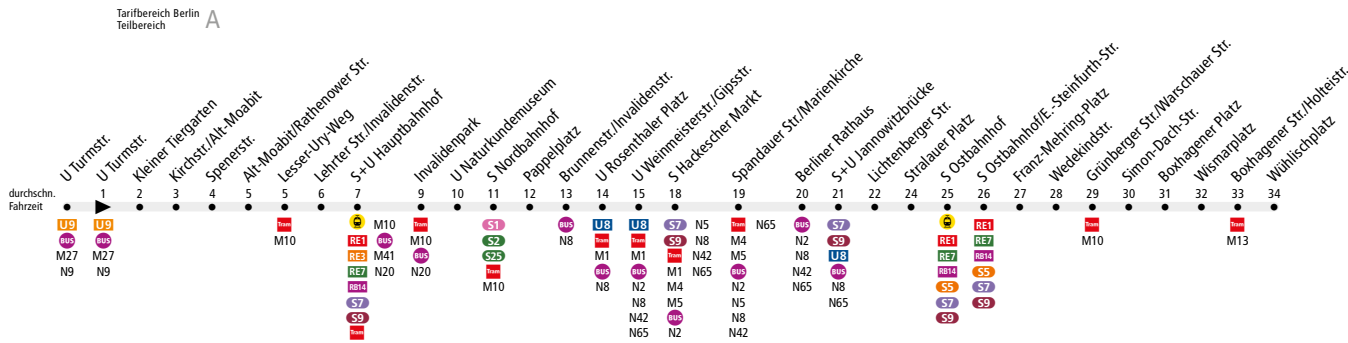 Tarifbereich Berlin
Teilbereich A
U Turmstr.
U Turmstr.
Kleiner Tiergarten
Kirchstr./Alt-Moabit
Spenerstr.
Alt-Moabit/Rathenower Str.
Lesser-Ury-Weg
Lehrter Str./Invalidenstr.
S+U Hauptbahnhof
Invalidenpark
U Naturkundemuseum
S Nordbahnhof
Pappelplatz
Brunnenstr./Invalidenstr.
U Rosenthaler Platz
U Weinmeisterstr./Gipsstr.
S Hackescher Markt
Spandauer Str./Marienkirche
Berliner Rathaus
S+U Jannowitzbrücke
Lichtenberger Str.
Stralauer Platz
S Ostbahnhof
S Ostbahnhof/E.-Steinfurth-Str.
Franz-Mehring-Platz
Wedekindstr.
Grünberger Str./Warschauer Str.
Simon-Dach-Str.
Boxhagener Platz
Wismarplatz
Boxhagener Str./Holteistr.
Wühlischplatz
durchschn. 1 2 3 4 5 5 6 7 9 10 11 12 13 14 15 18 19 20 21 22 24 25 26 27 28 29 30 31 32 33 34
Fahrzeit
U9
BUS
M27
N9
U9
BUS
M27
N9
Tram
M10
RE1
RE3
RE7
RB14
S7
S9
Tram
M10
BUS
M41
N20
Tram
M10
BUS
N20
S1
S2
S25
Tram
M10
BUS
N8
U8
Tram
M1
BUS
N8
U8
Tram
M1
BUS
N2
N8
N42
N65
S7
S9
Tram
M1
M4
M5
BUS
N2
N5
N8
N42
N65
Tram
M4
M5
BUS
N2
N5
N8
N42
N65
BUS
N2
N8
N42
N65
S7
S9
U8
BUS
N8
N65
RE1
RE7
RB14
S5
S7
S9
RE1
RE7
RB14
S5
S7
S9
Tram
M10
Tram
M13